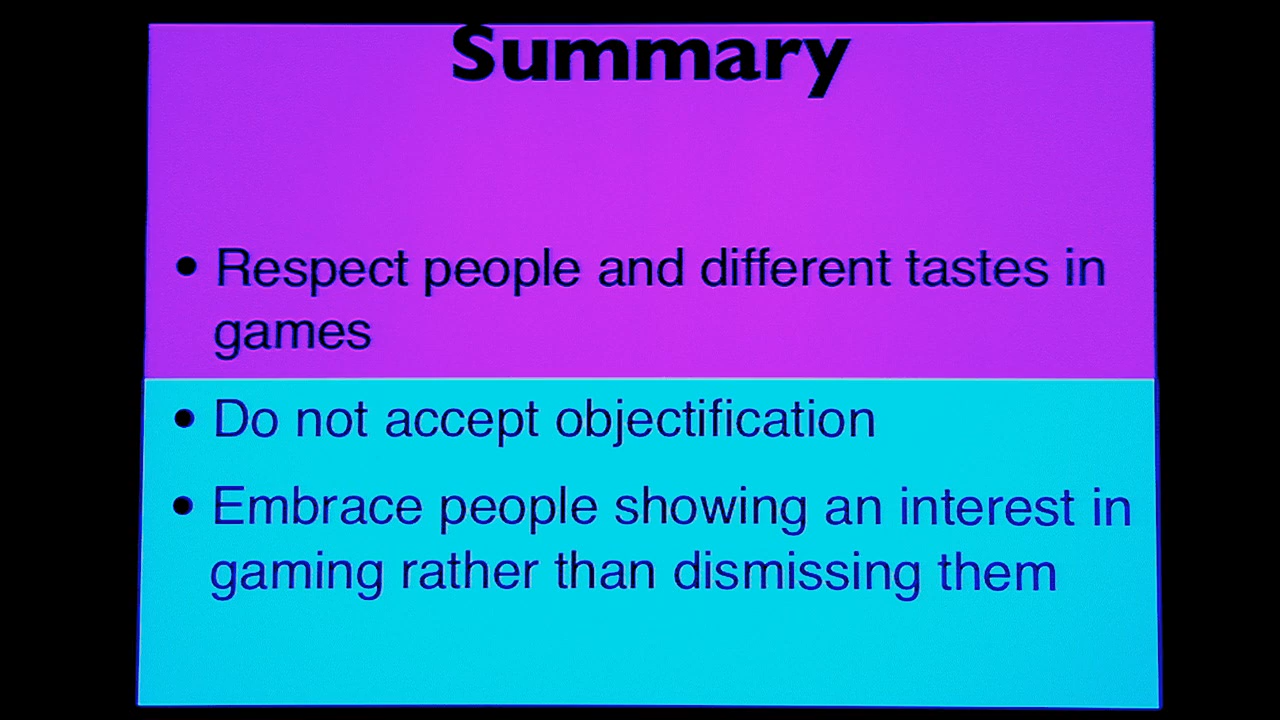 Summary
• Respect people and different tastes in
games
• Do not accept objectification
• Embrace people showing an interest in
gaming rather than dismissing them